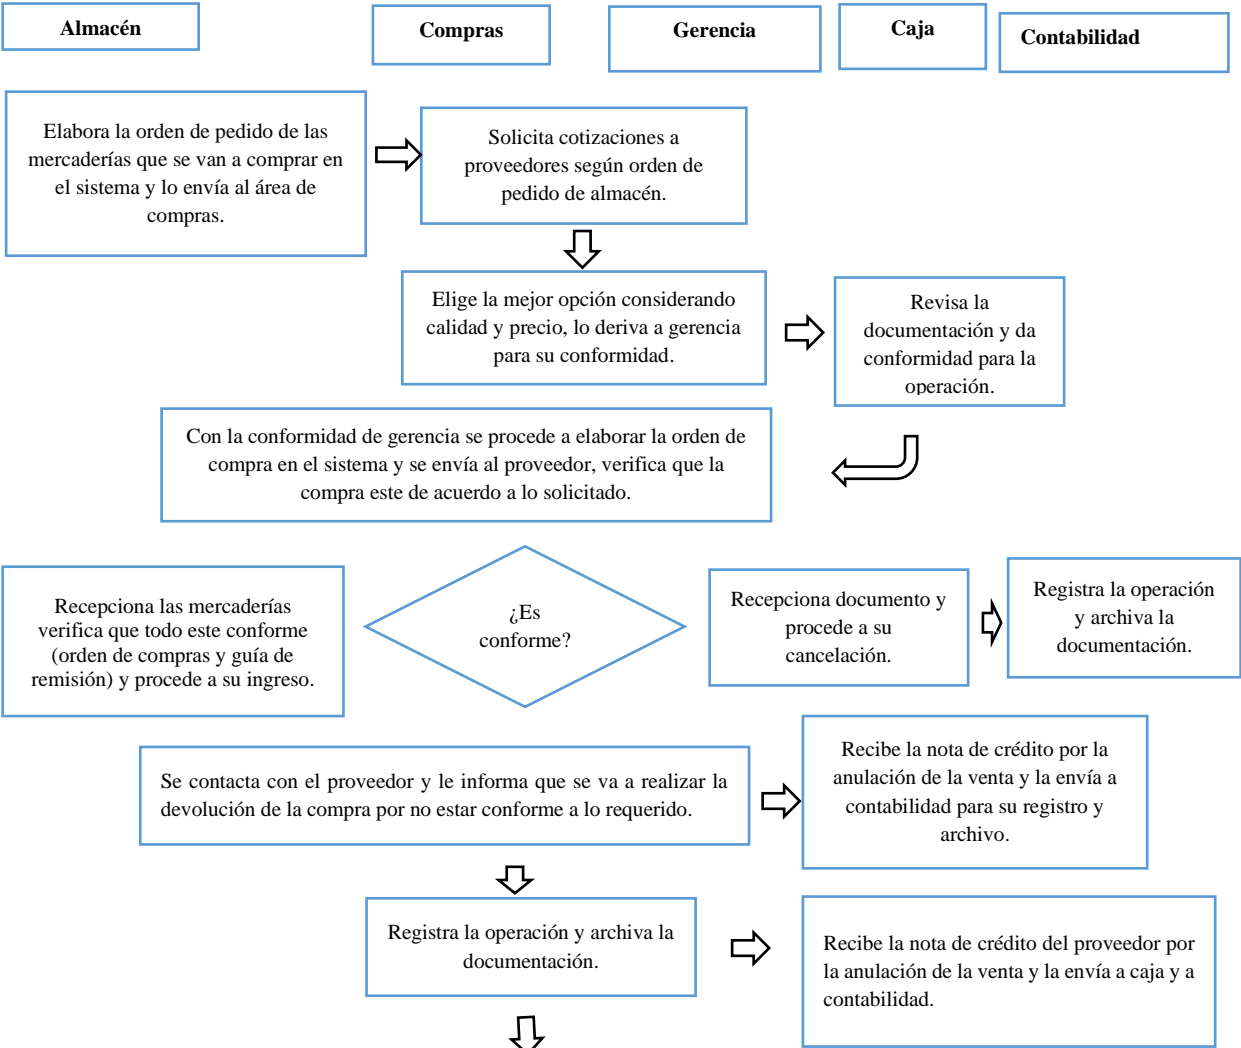 Almacén
Compras
Gerencia
Caja
Contabilidad
Elabora la orden de pedido de las
mercaderías que se van a comprar en
el sistema y lo envía al área de
compras.
Solicita cotizaciones a
proveedores según orden de
pedido de almacén.
Elige la mejor opción considerando
calidad y precio, lo deriva a gerencia
para su conformidad.
Revisa la
documentación y da
conformidad para la
operación.
Con la conformidad de gerencia se procede a elaborar la orden de
compra en el sistema y se envía al proveedor, verifica que la
compra este de acuerdo a lo solicitado.
Recepciona las mercaderías
verifica que todo este conforme
(orden de compras y guía de
remisión) y procede a su ingreso.
¿Es
conforme?
Recepciona documento y
procede a su
cancelación.
Registra la operación
y archiva la
documentación.
Se contacta con el proveedor y le informa que se va a realizar la
devolución de la compra por no estar conforme a lo requerido.
Recibe la nota de crédito por la
anulación de la venta y la envía a
contabilidad para su registro y
archivo.
Registra la operación y archiva la
documentación.
Recibe la nota de crédito del proveedor por
la anulación de la venta y la envía a caja y a
contabilidad.